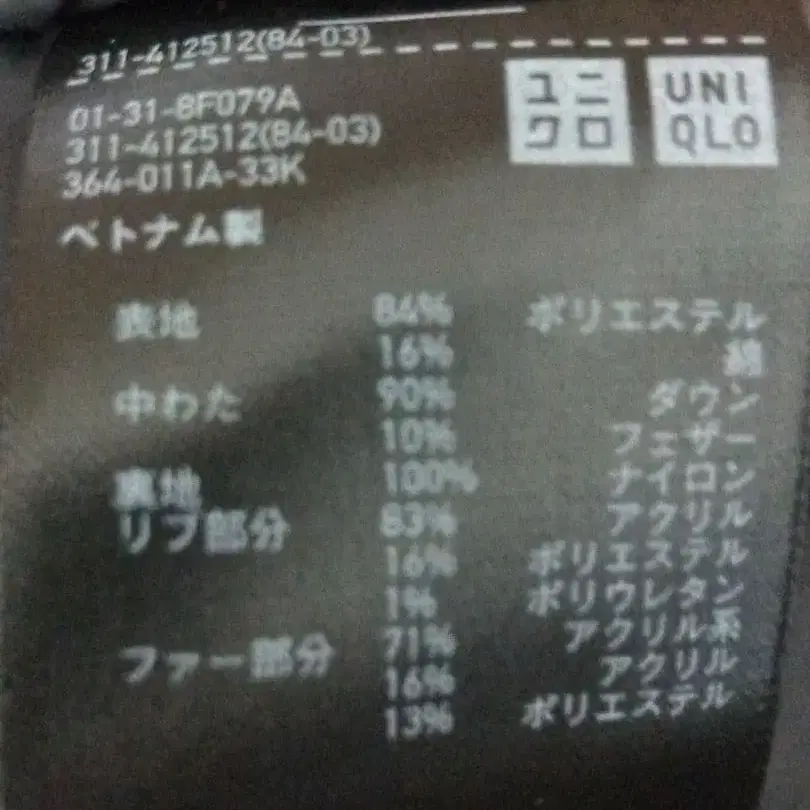 311-412512(84-03)
01-31-8F079A
311-412512(84-03)
364-011A-33K
ユニ
クロ
UNI
QLO
ベトナム製
表地 84% ポリエステル
16% 綿
中わた 90% ダウン
10% フェザー
裏地 100% ナイロン
リブ部分 83% アクリル
16% ポリエステル
1% ポリウレタン
ファー部分 71% アクリル系
16% アクリル
13% ポリエステル